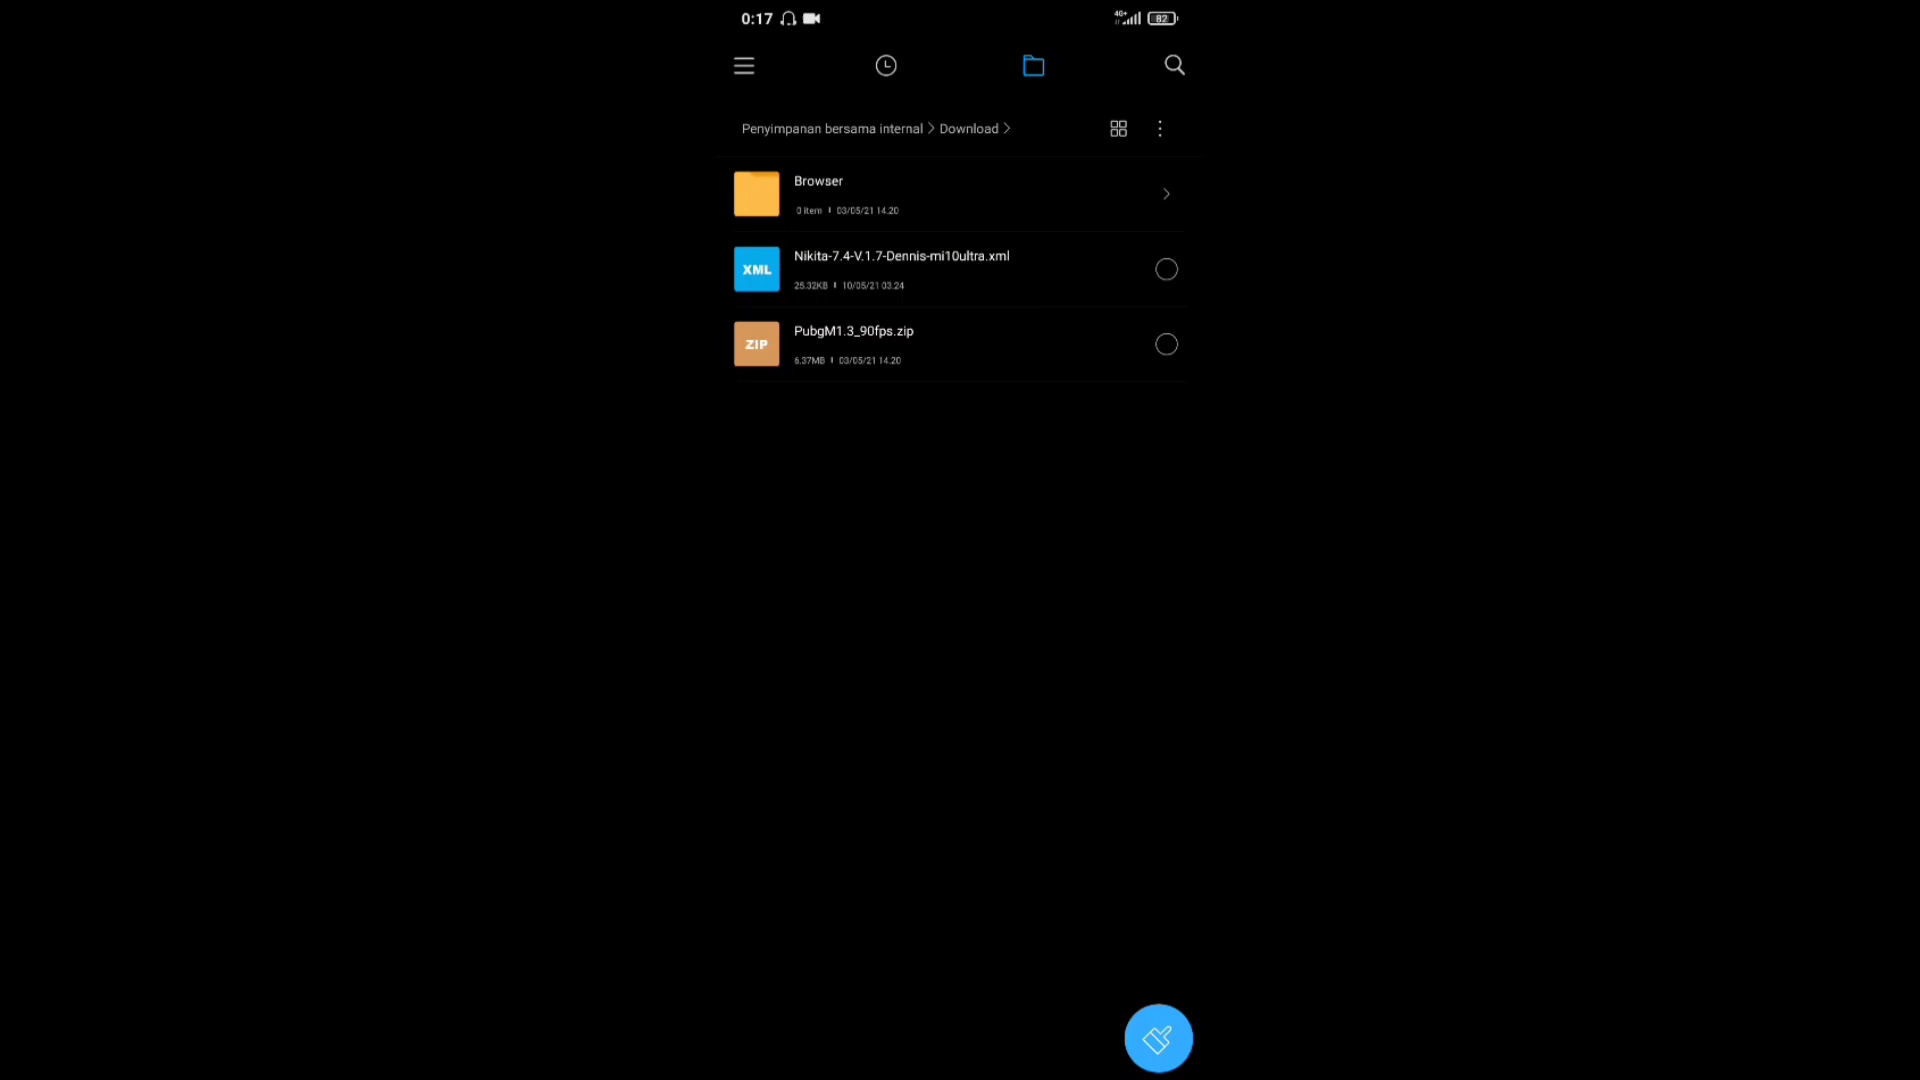 0:17 4G+ 82
Penyimpanan bersama internal Download
Browser
0 item 03/05/21 14.20
XML
Nikita-7.4-V.1.7-Dennis-mi10ultra.xml
25.32KB 10/05/21 03.24
ZIP
PubgM1.3_90fps.zip
6.37MB 03/05/21 14.20